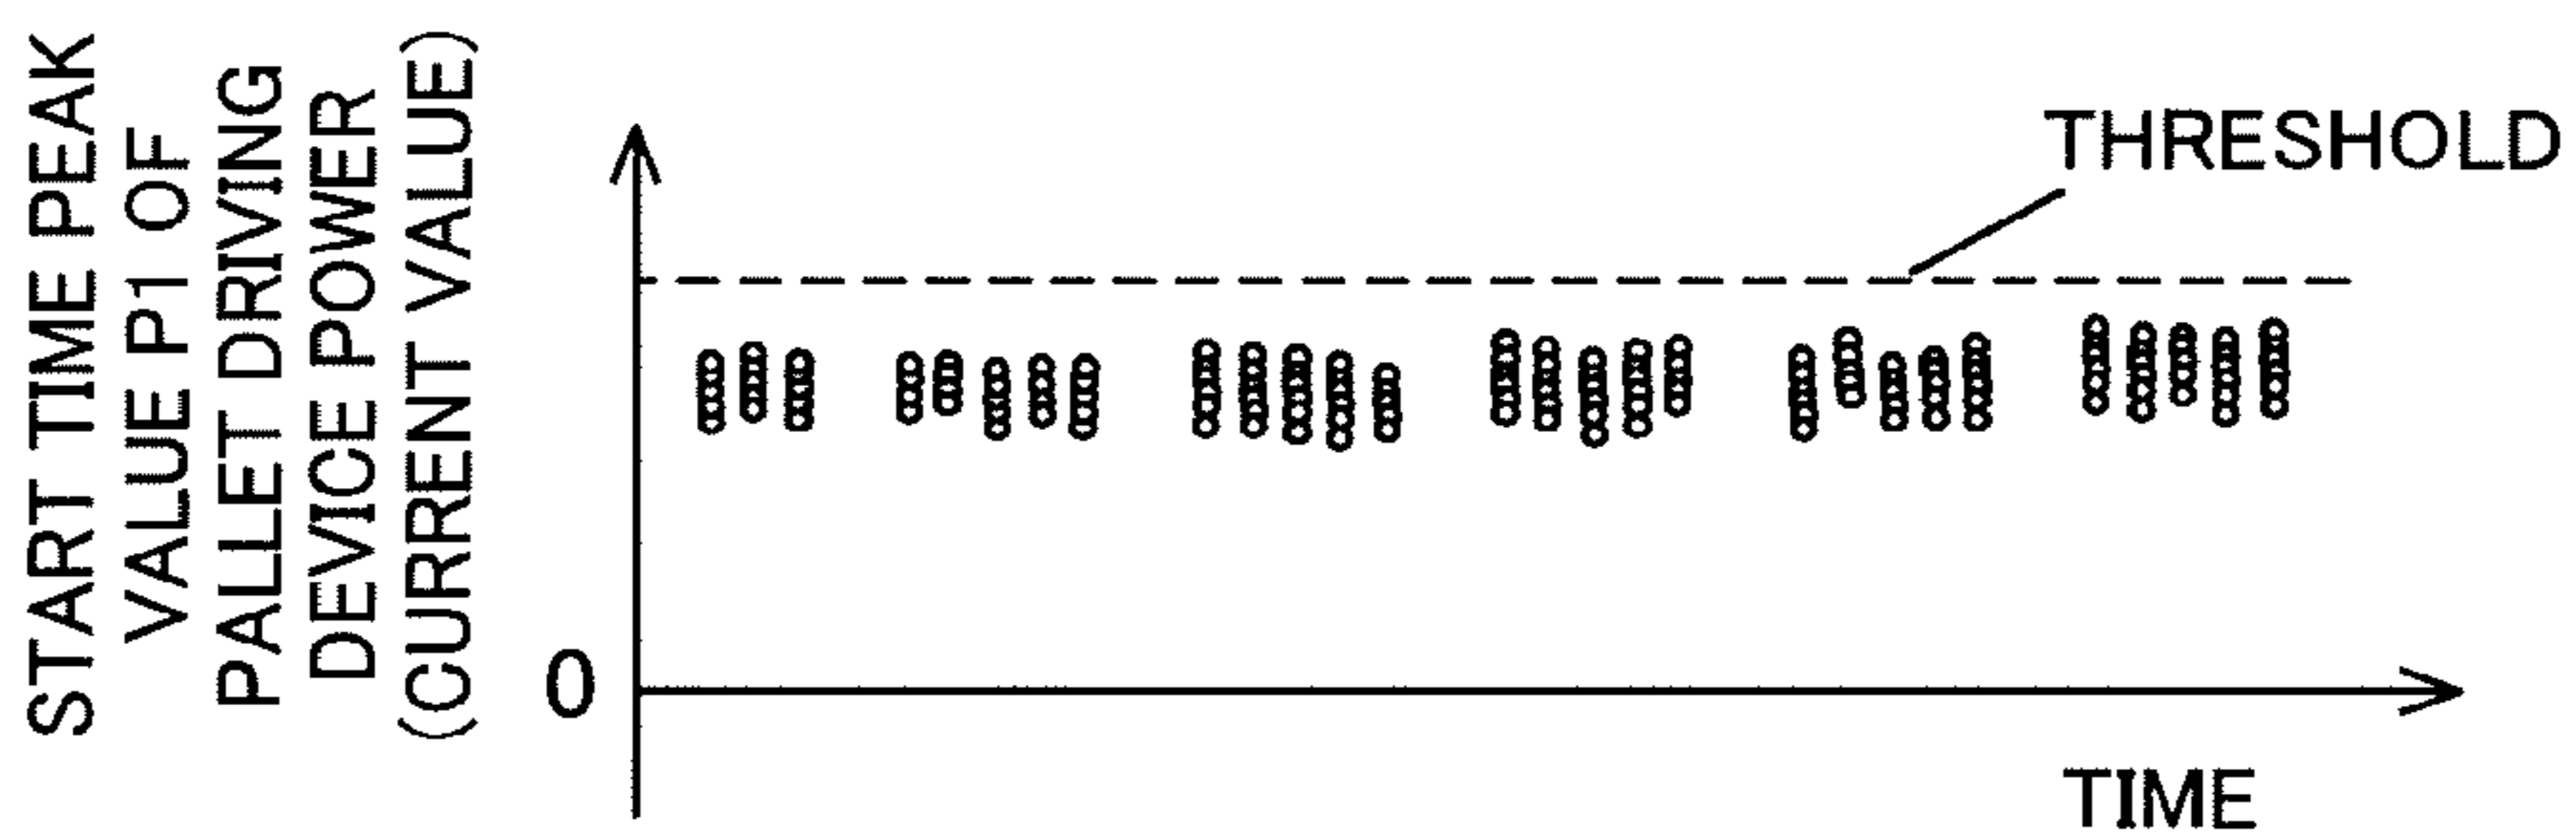 START TIME PEAK
VALUE P1 OF
PALLET DRIVING
DEVICE POWER
(CURRENT VALUE)
THRESHOLD
0
TIME